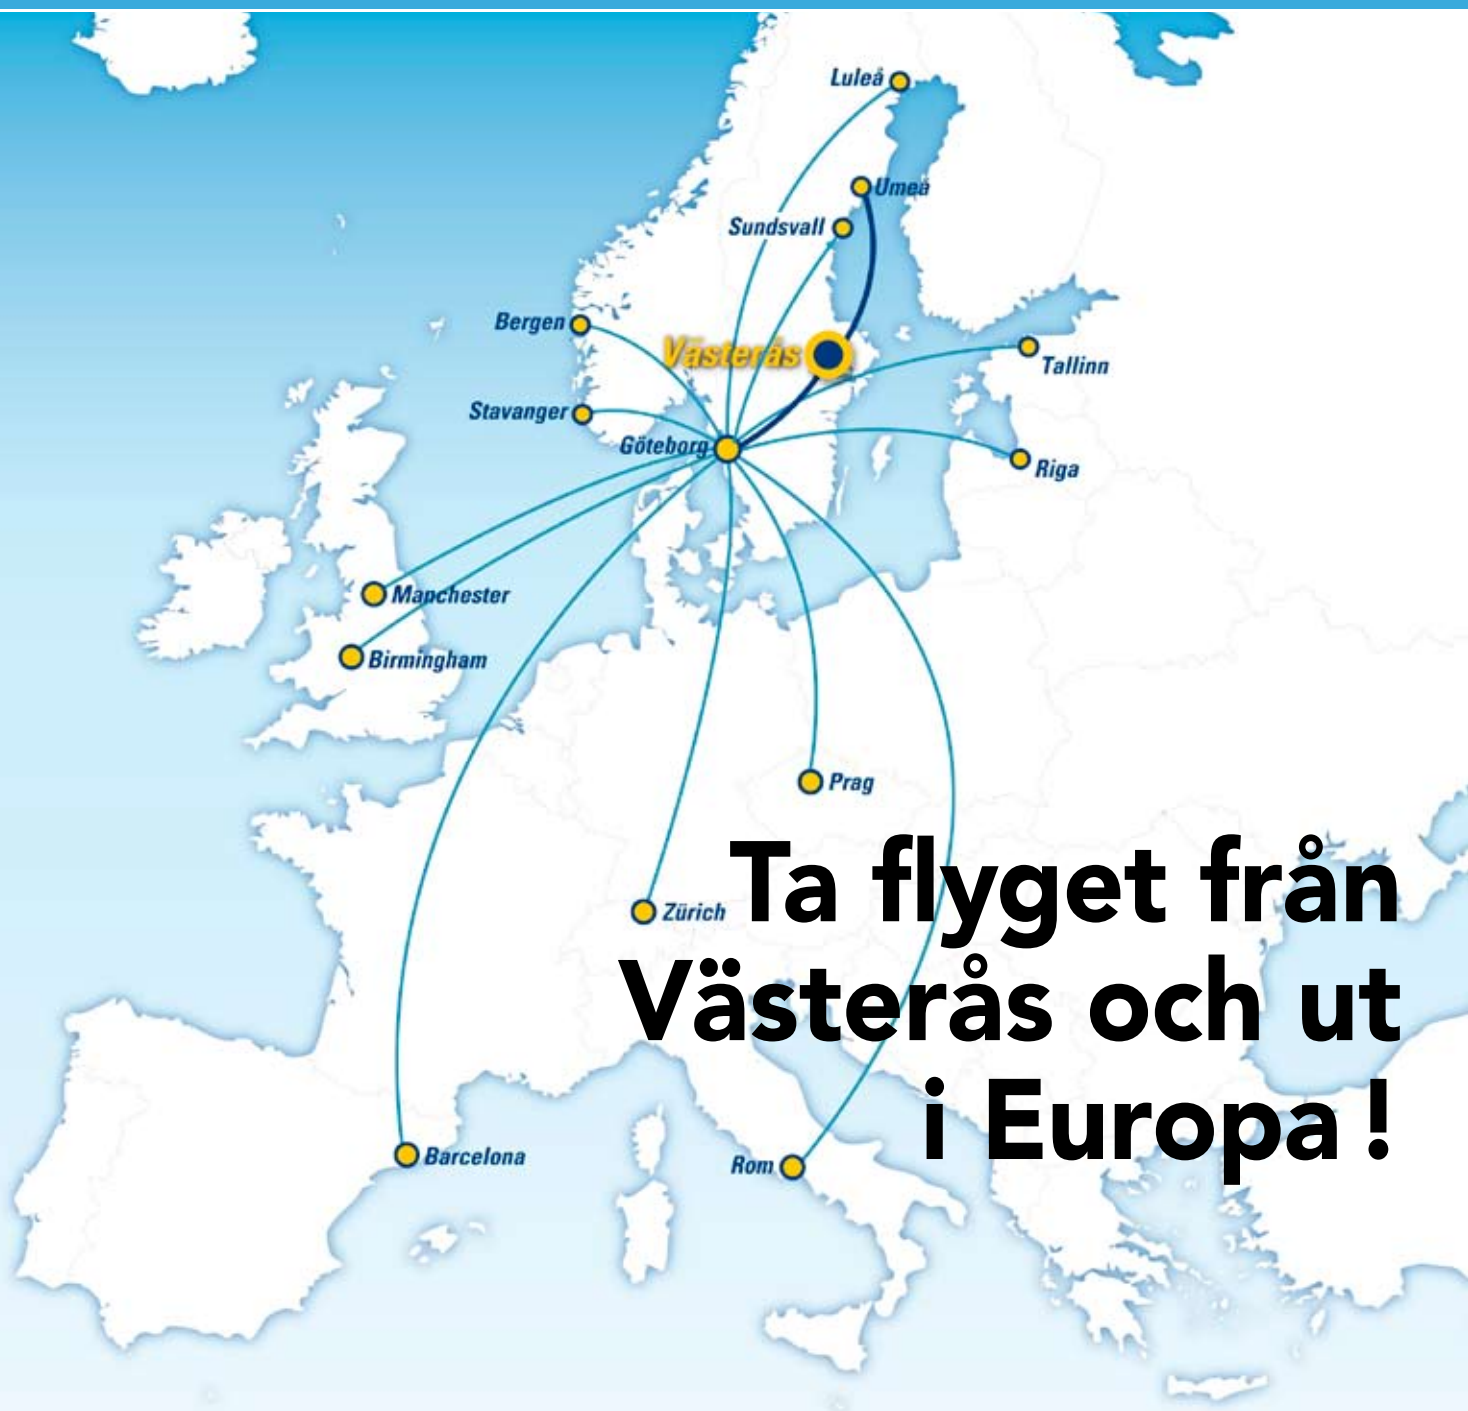 Luleå
Umeå
Sundsvall
Bergen
Västerås
Tallinn
Stavanger
Göteborg
Riga
Manchester
Birmingham
Prag
Zürich
Ta flyget från
Västerås och ut
i Europa !
Barcelona
Rom